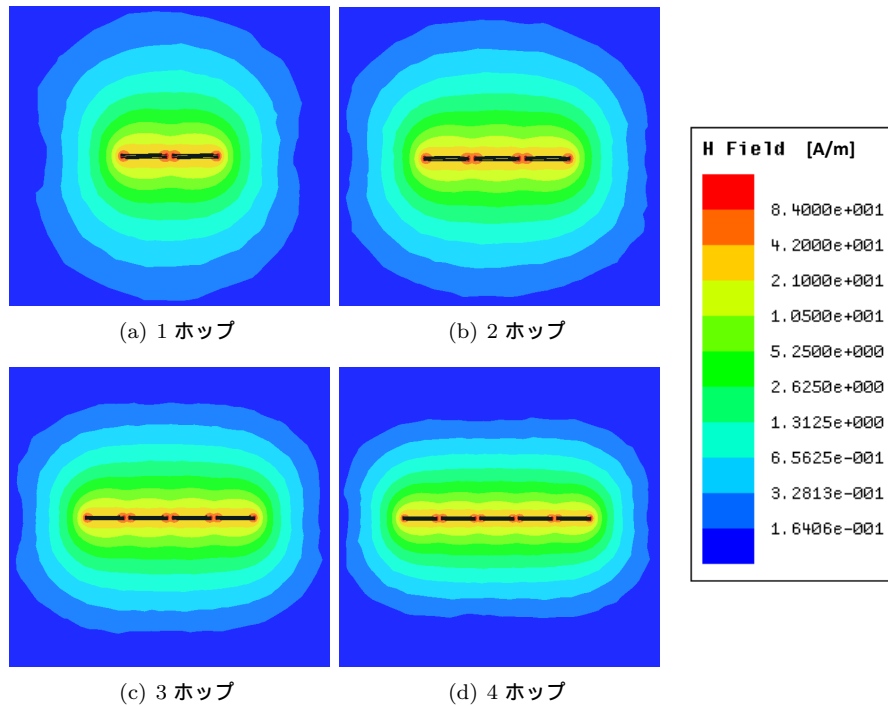 (a) 1 ホップ
(b) 2 ホップ
(c) 3 ホップ
(d) 4 ホップ
H Field [A/m]
8.4000e+001
4.2000e+001
2.1000e+001
1.0500e+001
5.2500e+000
2.6250e+000
1.3125e+000
6.5625e-001
3.2813e-001
1.6406e-001